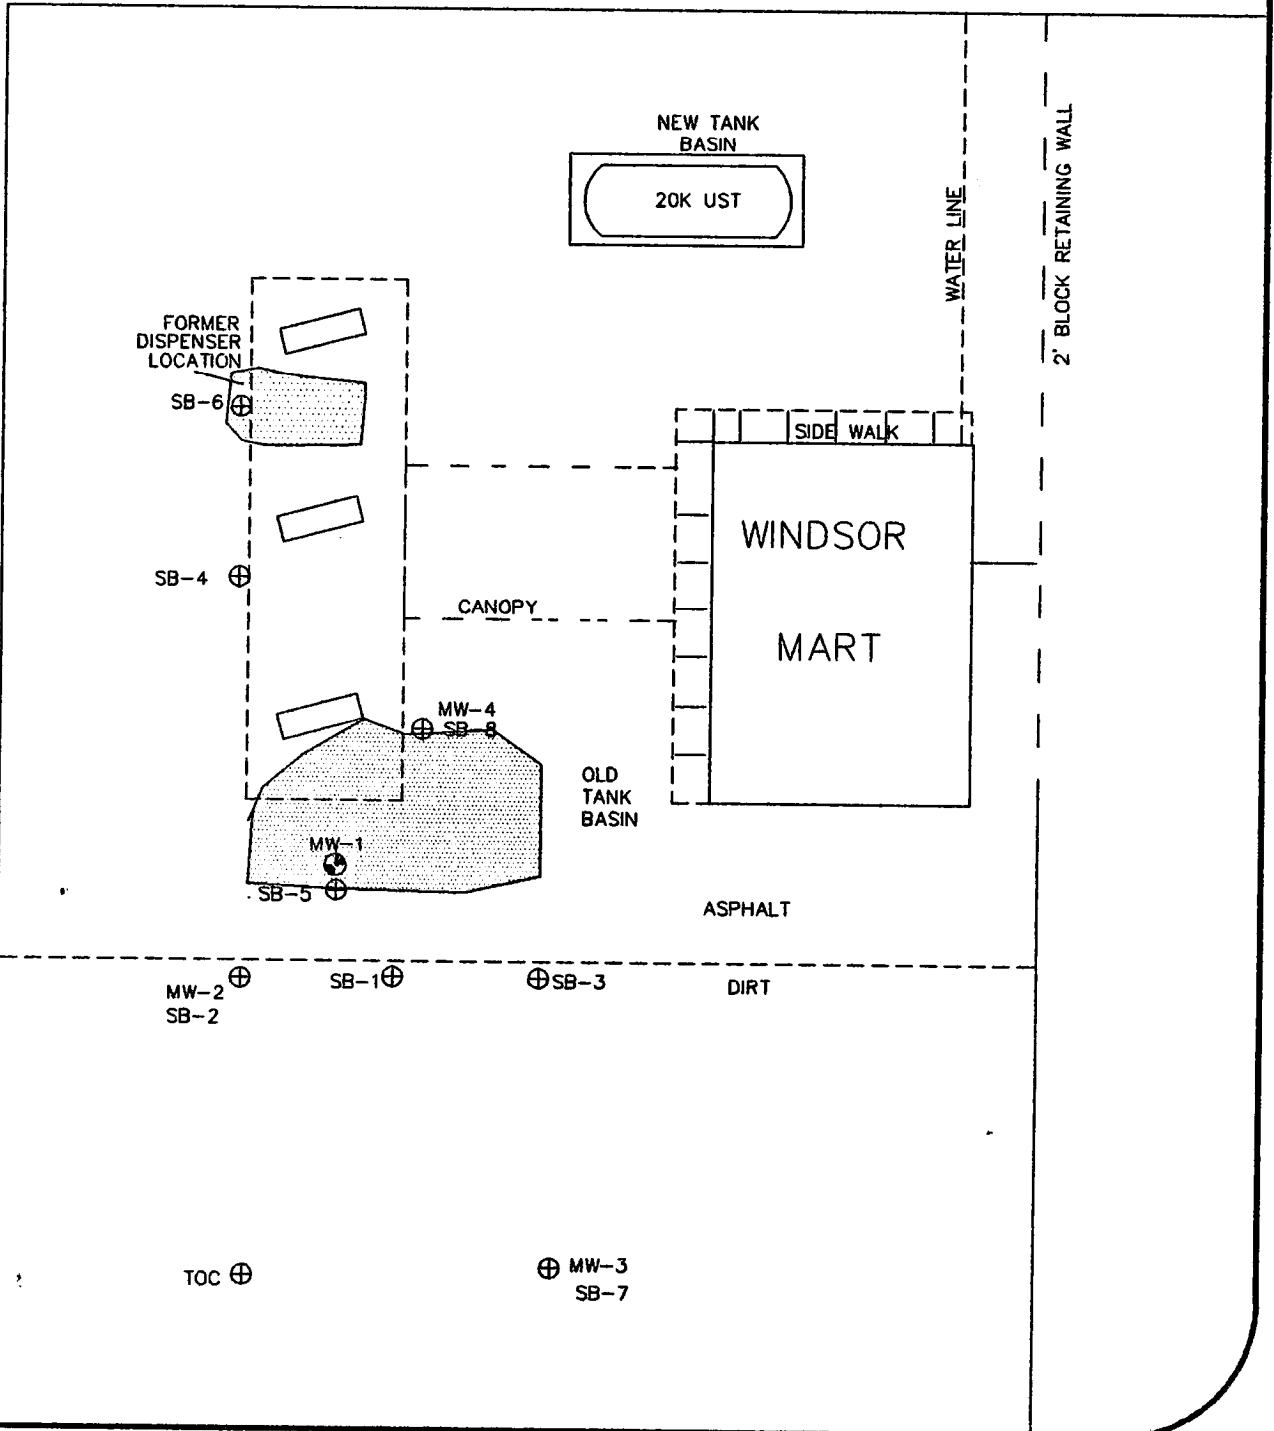 NEW TANK
BASIN
20K UST
WATER LINE
2' BLOCK RETAINING WALL
FORMER
DISPENSER
LOCATION
SB-6
SIDE WALK
WINDSOR
MART
SB-4
CANOPY
MW-4
SB-8
OLD
TANK
BASIN
MW-1
SB-5
ASPHALT
MW-2
SB-2
SB-1
SB-3
DIRT
TOC
MW-3
SB-7